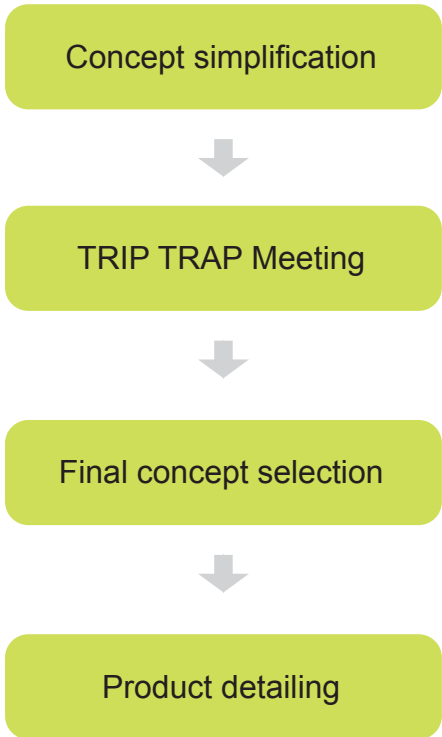 Concept simplification
TRIP TRAP Meeting
Final concept selection
Product detailing